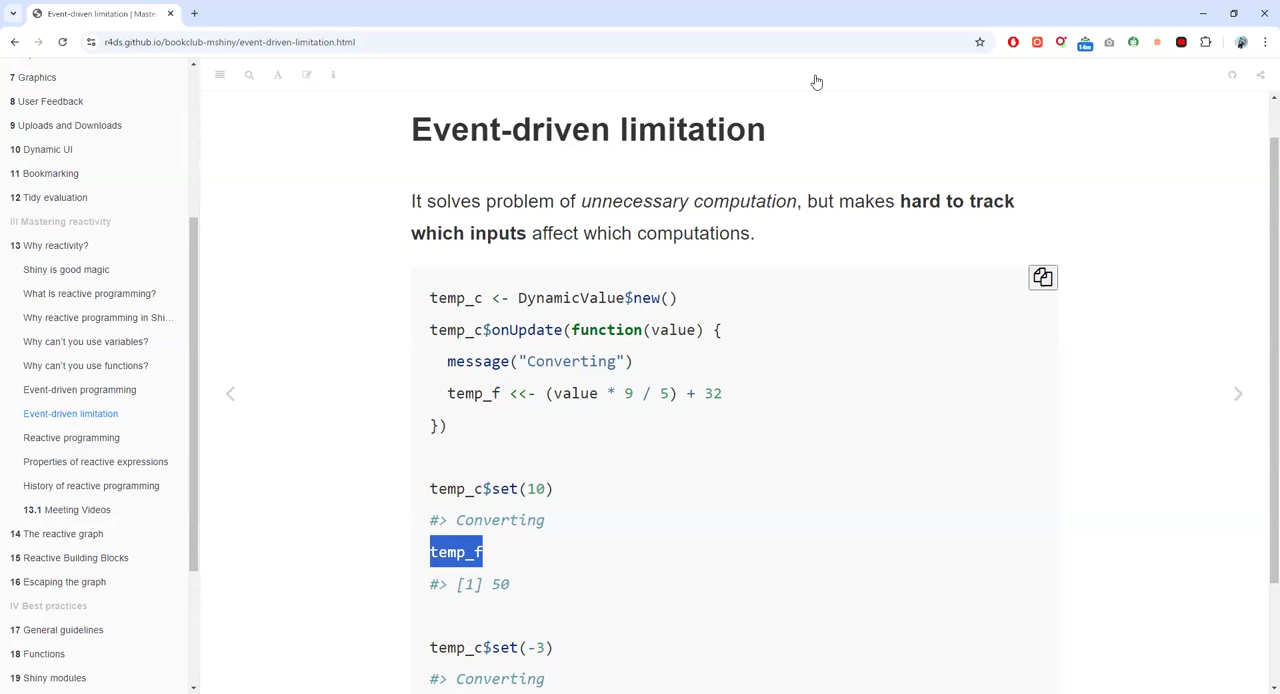 Event-driven limitation | Maste
r4ds.github.io/bookclub-mshiny/event-driven-limitation.html
14m
7 Graphics
8 User Feedback
9 Uploads and Downloads
10 Dynamic UI
11 Bookmarking
12 Tidy evaluation
III Mastering reactivity
13 Why reactivity?
Shiny is good magic
What is reactive programming?
Why reactive programming in Shi...
Why can't you use variables?
Why can't you use functions?
Event-driven programming
Event-driven limitation
Reactive programming
Properties of reactive expressions
History of reactive programming
13.1 Meeting Videos
14 The reactive graph
15 Reactive Building Blocks
16 Escaping the graph
IV Best practices
17 General guidelines
18 Functions
19 Shiny modules
Event-driven limitation
It solves problem of unnecessary computation, but makes hard to track
which inputs affect which computations.
temp_c <- DynamicValue$new()
temp_c$onUpdate(function(value) {
  message("Converting")
  temp_f <<- (value * 9 / 5) + 32
})
temp_c$set(10)
#> Converting
temp_f
#> [1] 50
temp_c$set(-3)
#> Converting